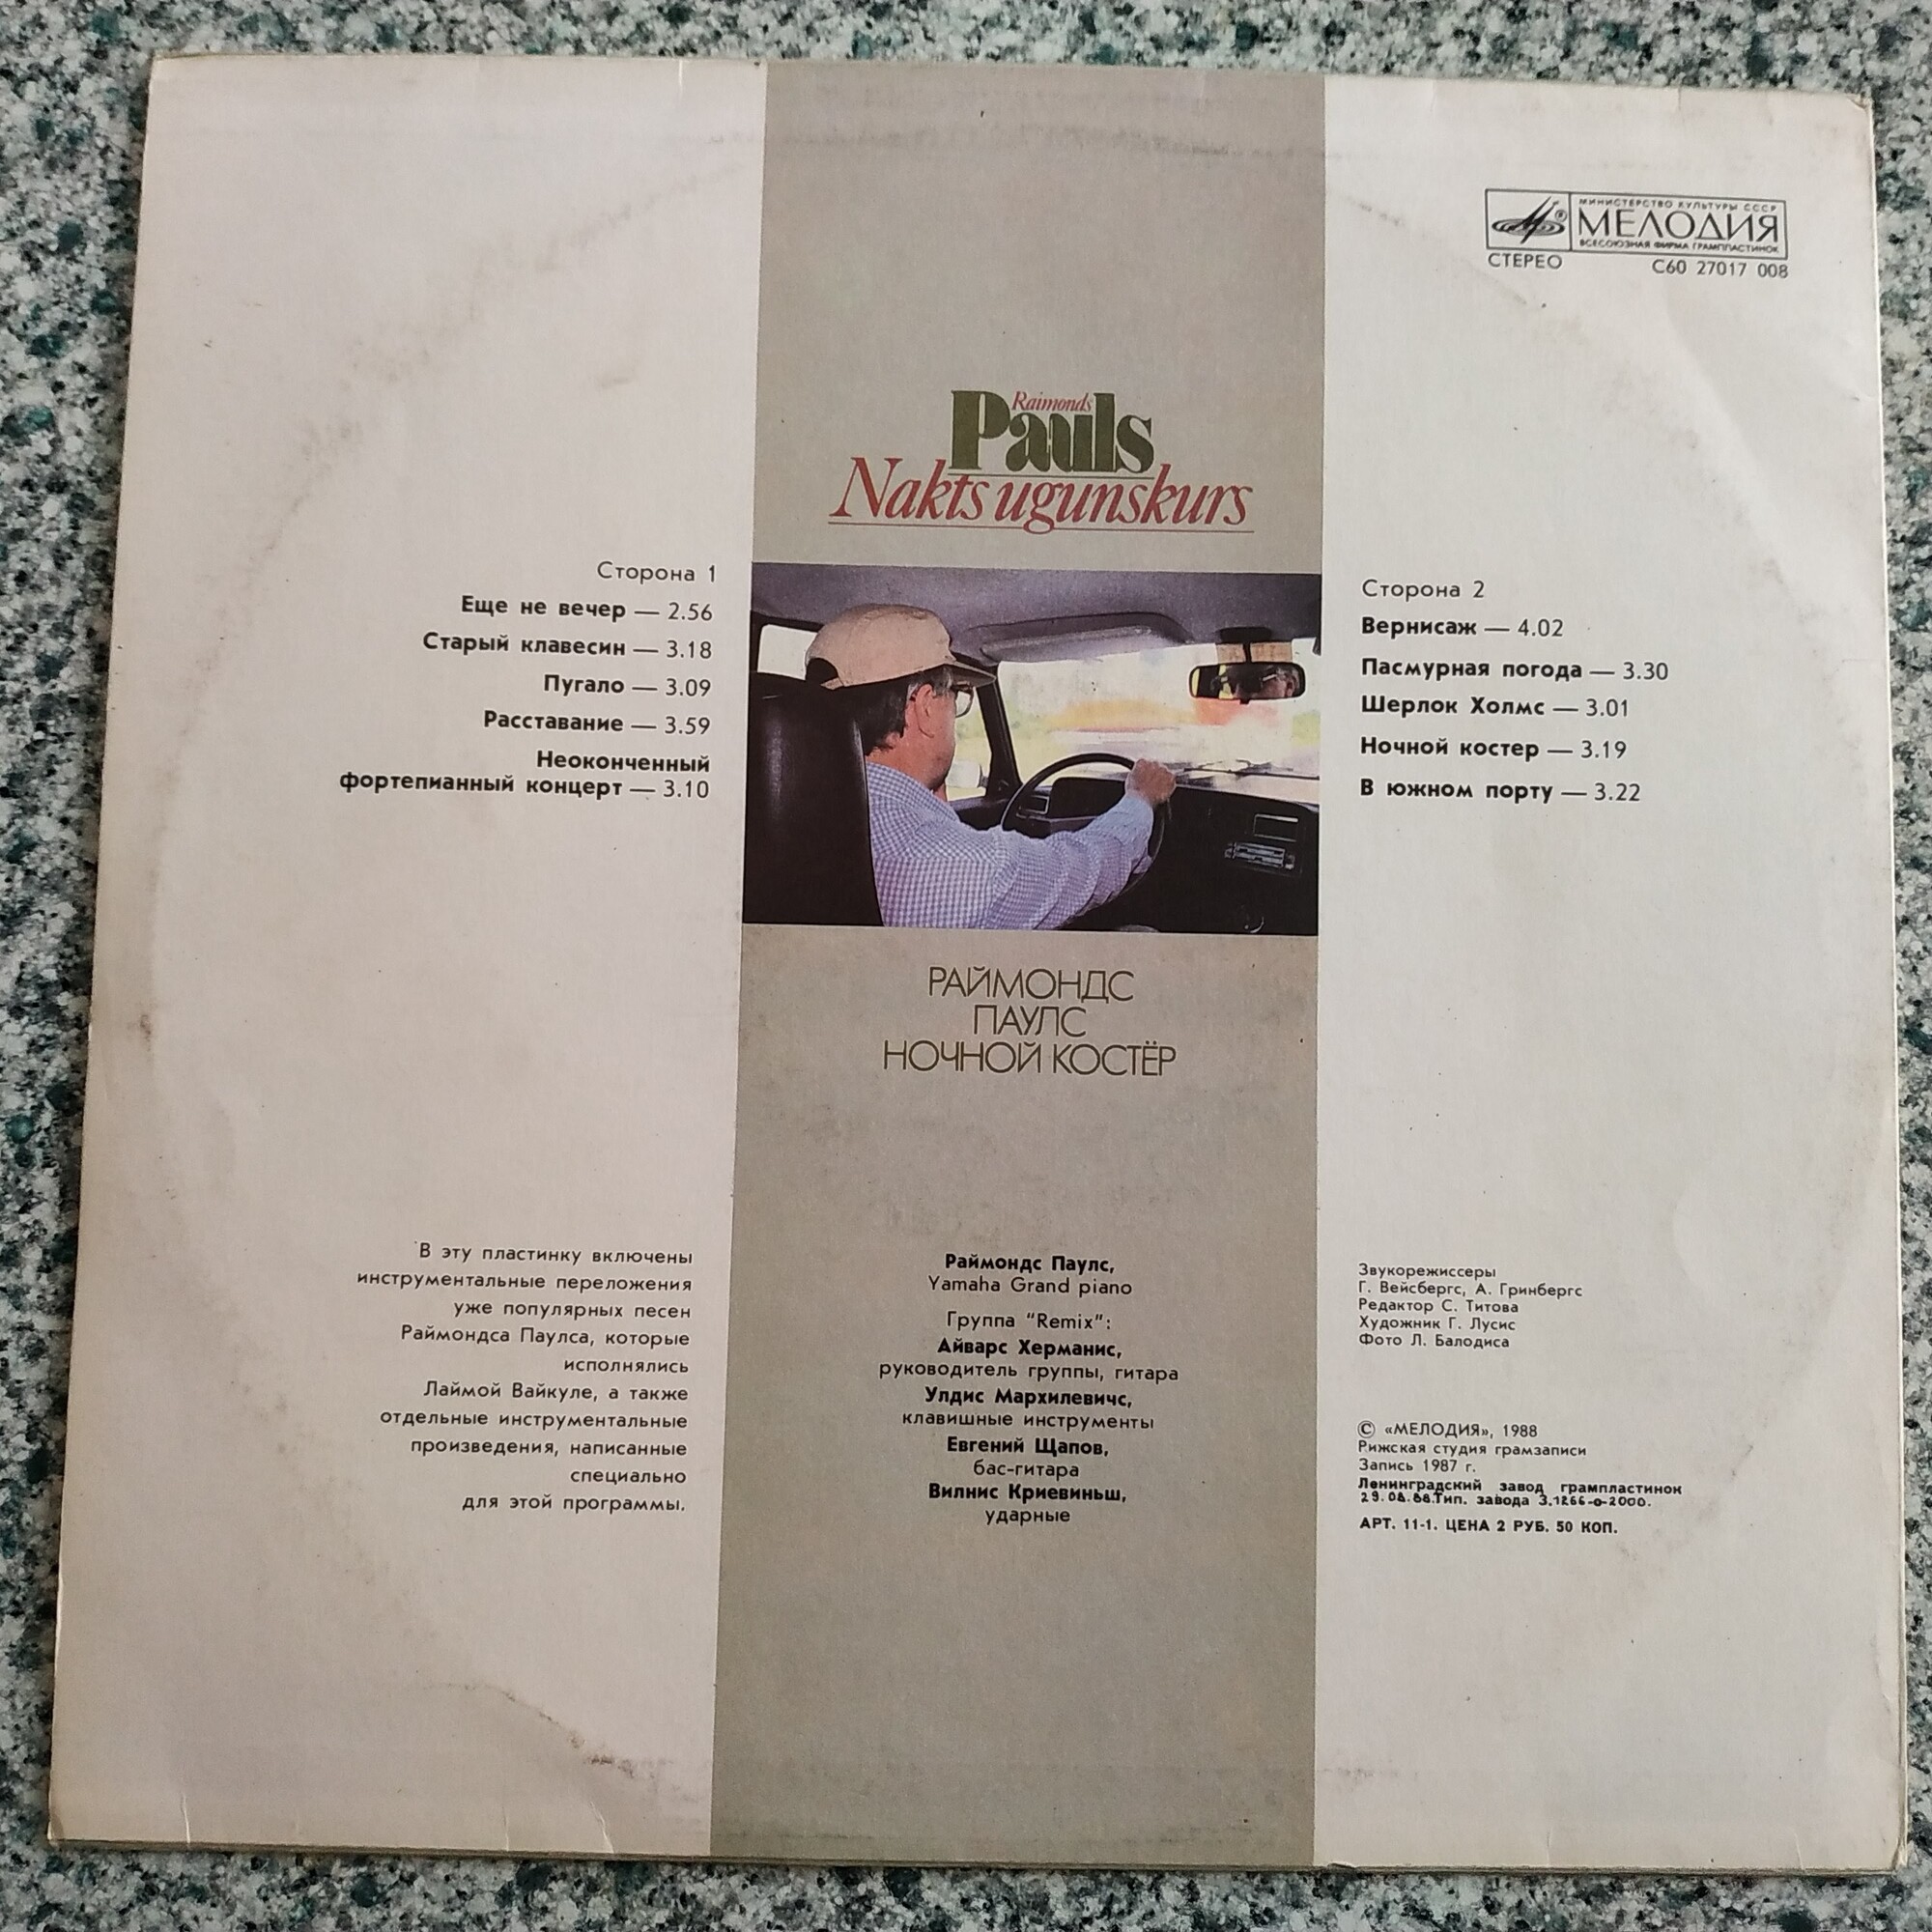 МИНИСТЕРСТВО КУЛЬТУРЫ СССР
МЕЛОДИЯ
ВСЕСОЮЗНАЯ ФИРМА ГРАМПЛАСТИНОК
СТЕРЕО С60 27017 008
Raimonds
Pauls
Nakts ugunskurs
Сторона 1
Еще не вечер — 2.56
Старый клавесин — 3.18
Пугало — 3.09
Расставание — 3.59
Неоконченный
фортепианный концерт — 3.10
Сторона 2
Вернисаж — 4.02
Пасмурная погода — 3.30
Шерлок Холмс — 3.01
Ночной костер — 3.19
В южном порту — 3.22
РАЙМОНДС
ПАУЛС
НОЧНОЙ КОСТЁР
В эту пластинку включены
инструментальные переложения
уже популярных песен
Раймондса Паулса, которые
исполнялись
Лаймой Вайкуле, а также
отдельные инструментальные
произведения, написанные
специально
для этой программы.
Раймондс Паулс,
Yamaha Grand piano
Группа “Remix”:
Айварс Херманис,
руководитель группы, гитара
Улдис Мархилевичс,
клавишные инструменты
Евгений Щапов,
бас-гитара
Вилнис Криевиньш,
ударные
Звукорежиссеры
Г. Вейсбергс, А. Гринбергс
Редактор С. Титова
Художник Г. Лусис
Фото Л. Балодиса
© «МЕЛОДИЯ», 1988
Рижская студия грамзаписи
Запись 1987 г.
Ленинградский завод грампластинок
29.08.88.Тип. завода З.1266-о-2000.
АРТ. 11-1. ЦЕНА 2 РУБ. 50 КОП.